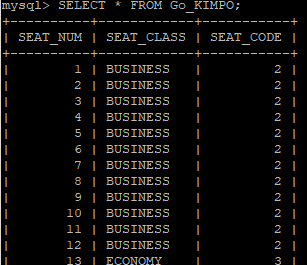 mysql> SELECT * FROM Go_KIMPO;
+----------+------------+-----------+
| SEAT_NUM | SEAT_CLASS | SEAT_CODE |
+----------+------------+-----------+
| 1 | BUSINESS | 2 |
| 2 | BUSINESS | 2 |
| 3 | BUSINESS | 2 |
| 4 | BUSINESS | 2 |
| 5 | BUSINESS | 2 |
| 6 | BUSINESS | 2 |
| 7 | BUSINESS | 2 |
| 8 | BUSINESS | 2 |
| 9 | BUSINESS | 2 |
| 10 | BUSINESS | 2 |
| 11 | BUSINESS | 2 |
| 12 | BUSINESS | 2 |
| 13 | ECONOMY | 3 |